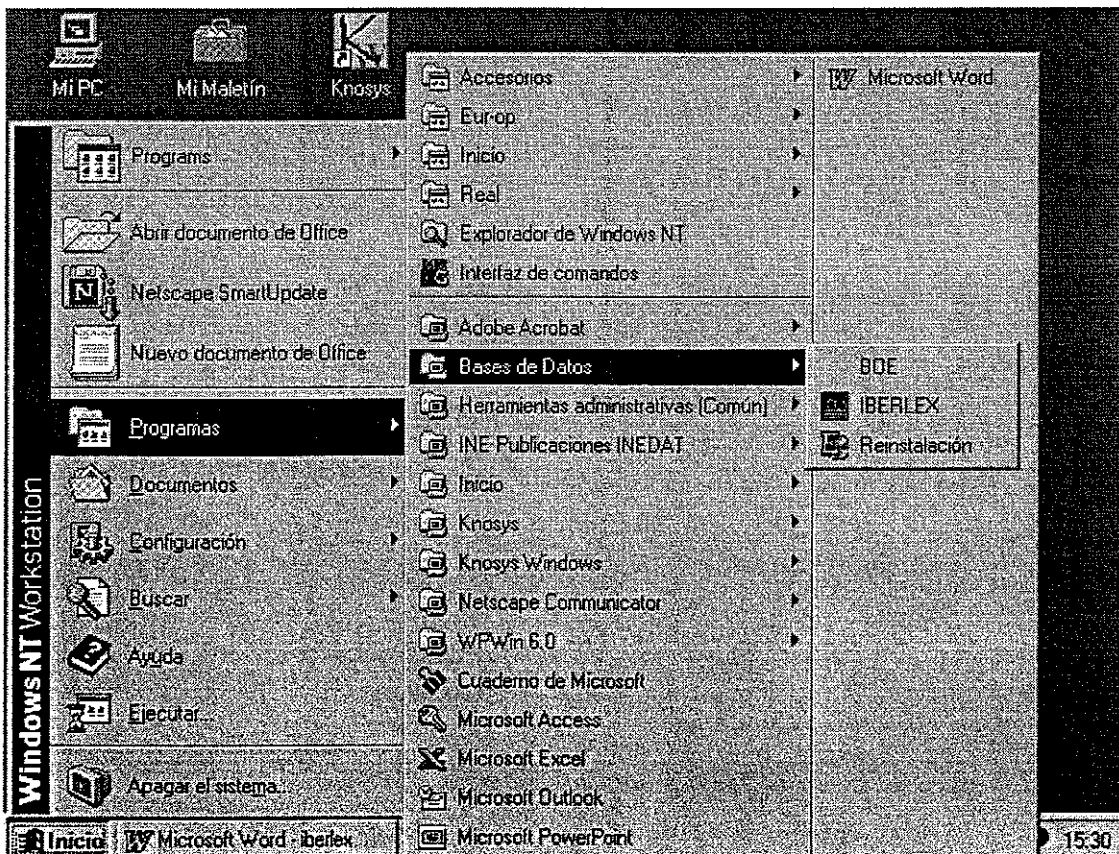 Mi PC
Mi Maletín
Knosys
Programs
Abrir documento de Office
Netscape SmartUpdate
Nuevo documento de Office
Programas
Documentos
Configuración
Buscar
Ayuda
Ejecutar...
Apagar el sistema...
Windows NT Workstation
Accesorios
Eur-op
Inicio
Real
Explorador de Windows NT
Interfaz de comandos
Adobe Acrobat
Bases de Datos
Herramientas administrativas (Común)
INE Publicaciones INEDAT
Inicio
Knosys
Knosys Windows
Netscape Communicator
WPWin 6.0
Cuaderno de Microsoft
Microsoft Access
Microsoft Excel
Microsoft Outlook
Microsoft PowerPoint
Microsoft Word
BOE
IBERLEX
Reinstalación
Inicio
Microsoft Word - iberlex
15:30